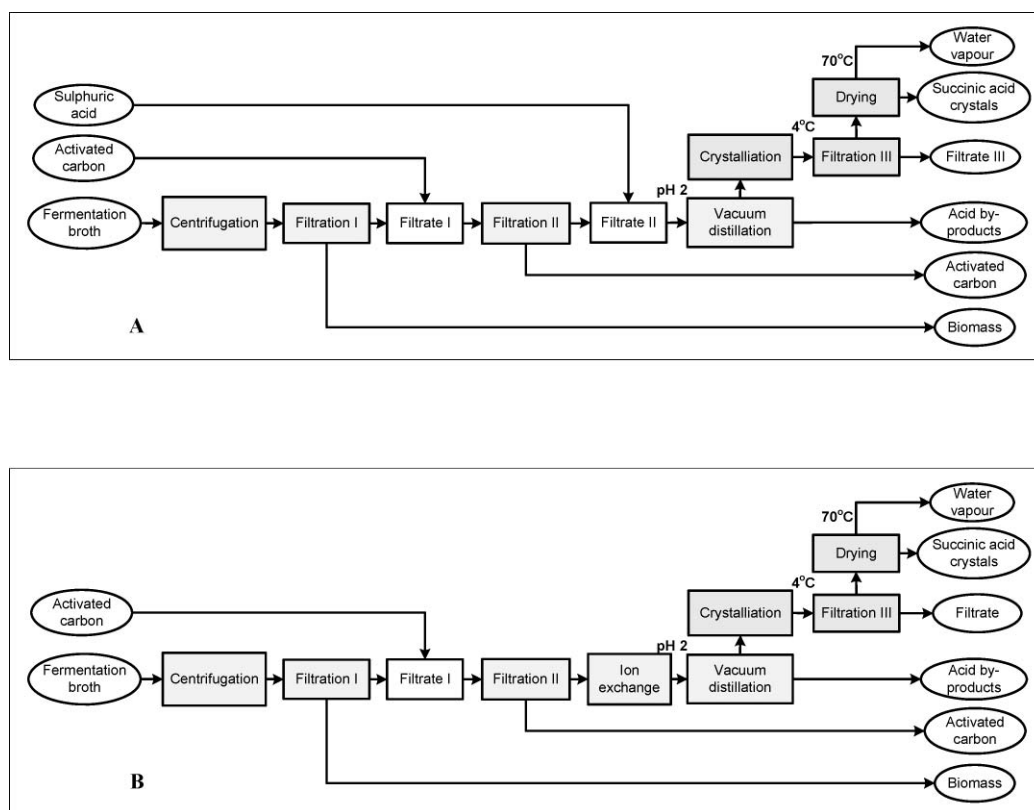 Water
vapour
70°C
Sulphuric
acid
Drying
Succinic acid
crystals
4°C
Activated
carbon
Crystalliation
Filtration III
Filtrate III
pH 2
Fermentation
broth
Centrifugation
Filtration I
Filtrate I
Filtration II
Filtrate II
Vacuum
distillation
Acid by-
products
Activated
carbon
A
Biomass
Water
vapour
70°C
Drying
Succinic acid
crystals
4°C
Activated
carbon
Crystalliation
Filtration III
Filtrate
pH 2
Fermentation
broth
Centrifugation
Filtration I
Filtrate I
Filtration II
Ion
exchange
Vacuum
distillation
Acid by-
products
Activated
carbon
B
Biomass